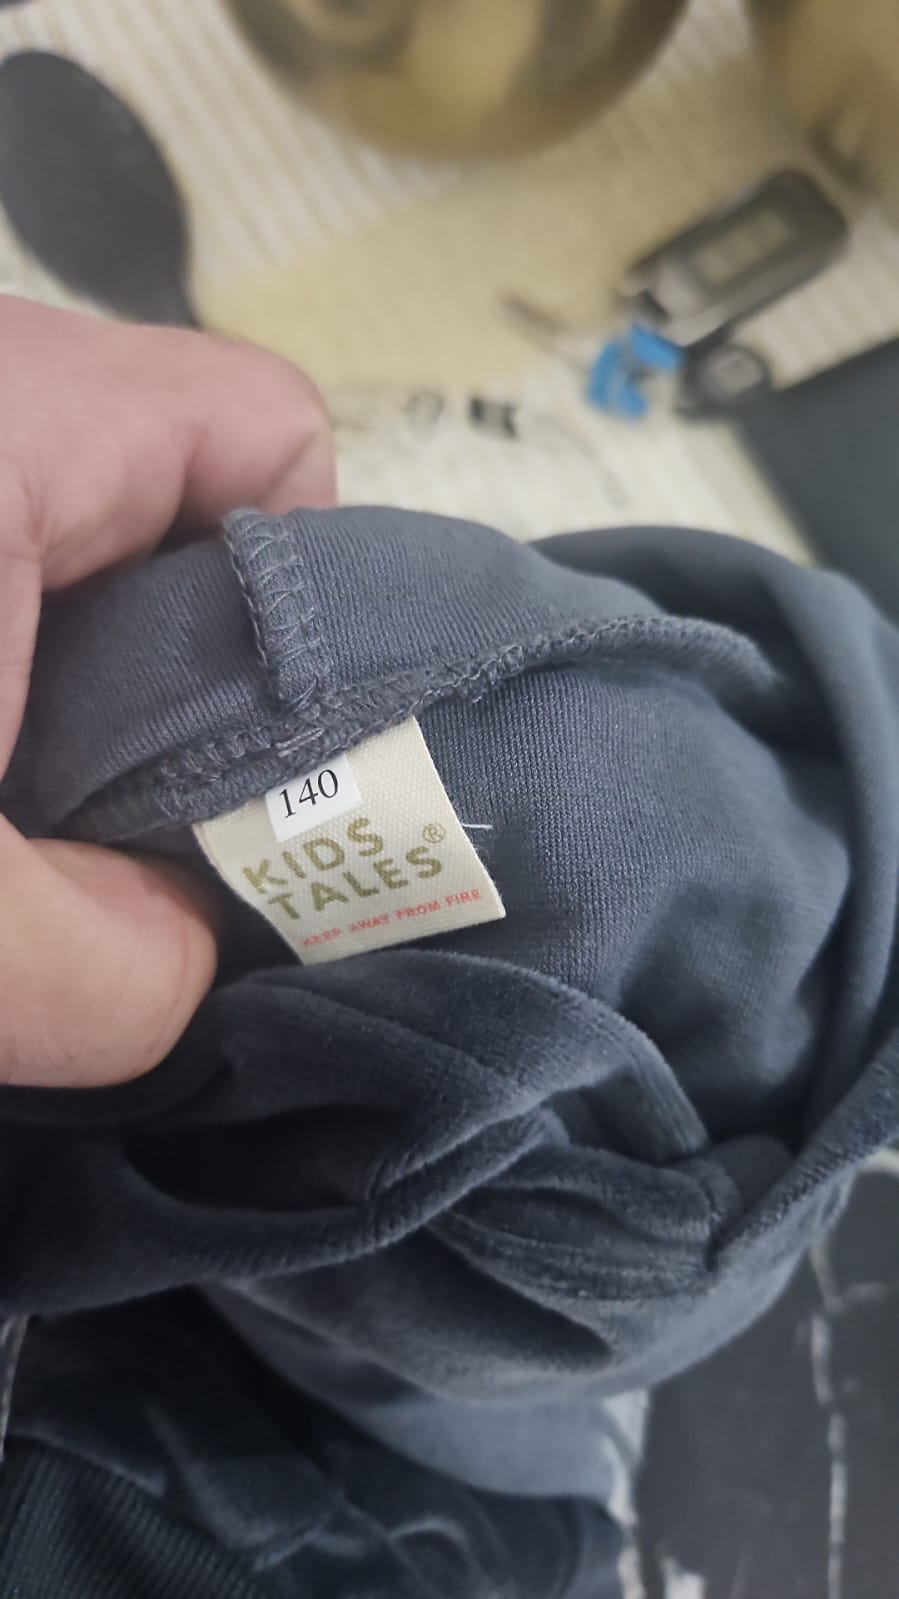 140
KIDS
TALES®
KEEP AWAY FROM FIRE